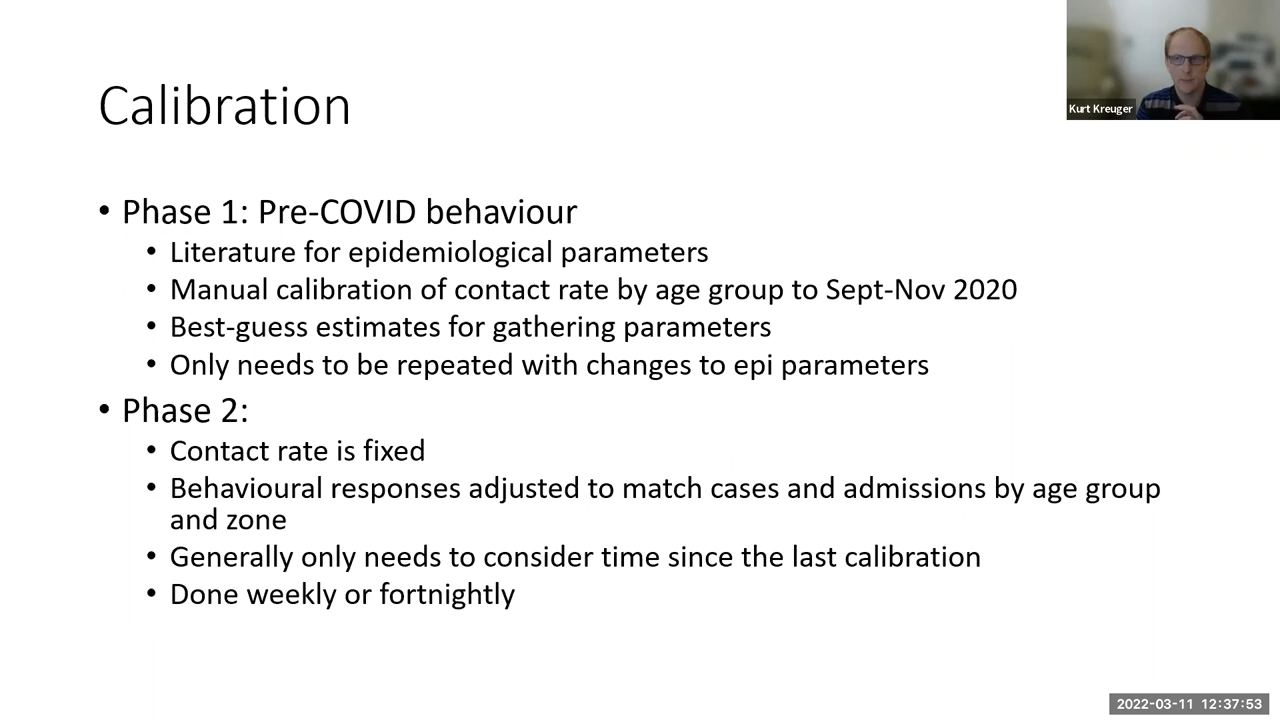 Calibration
Kurt Kreuger
• Phase 1: Pre-COVID behaviour
• Literature for epidemiological parameters
• Manual calibration of contact rate by age group to Sept-Nov 2020
• Best-guess estimates for gathering parameters
• Only needs to be repeated with changes to epi parameters
• Phase 2:
• Contact rate is fixed
• Behavioural responses adjusted to match cases and admissions by age group
and zone
• Generally only needs to consider time since the last calibration
• Done weekly or fortnightly
2022-03-11 12:37:53